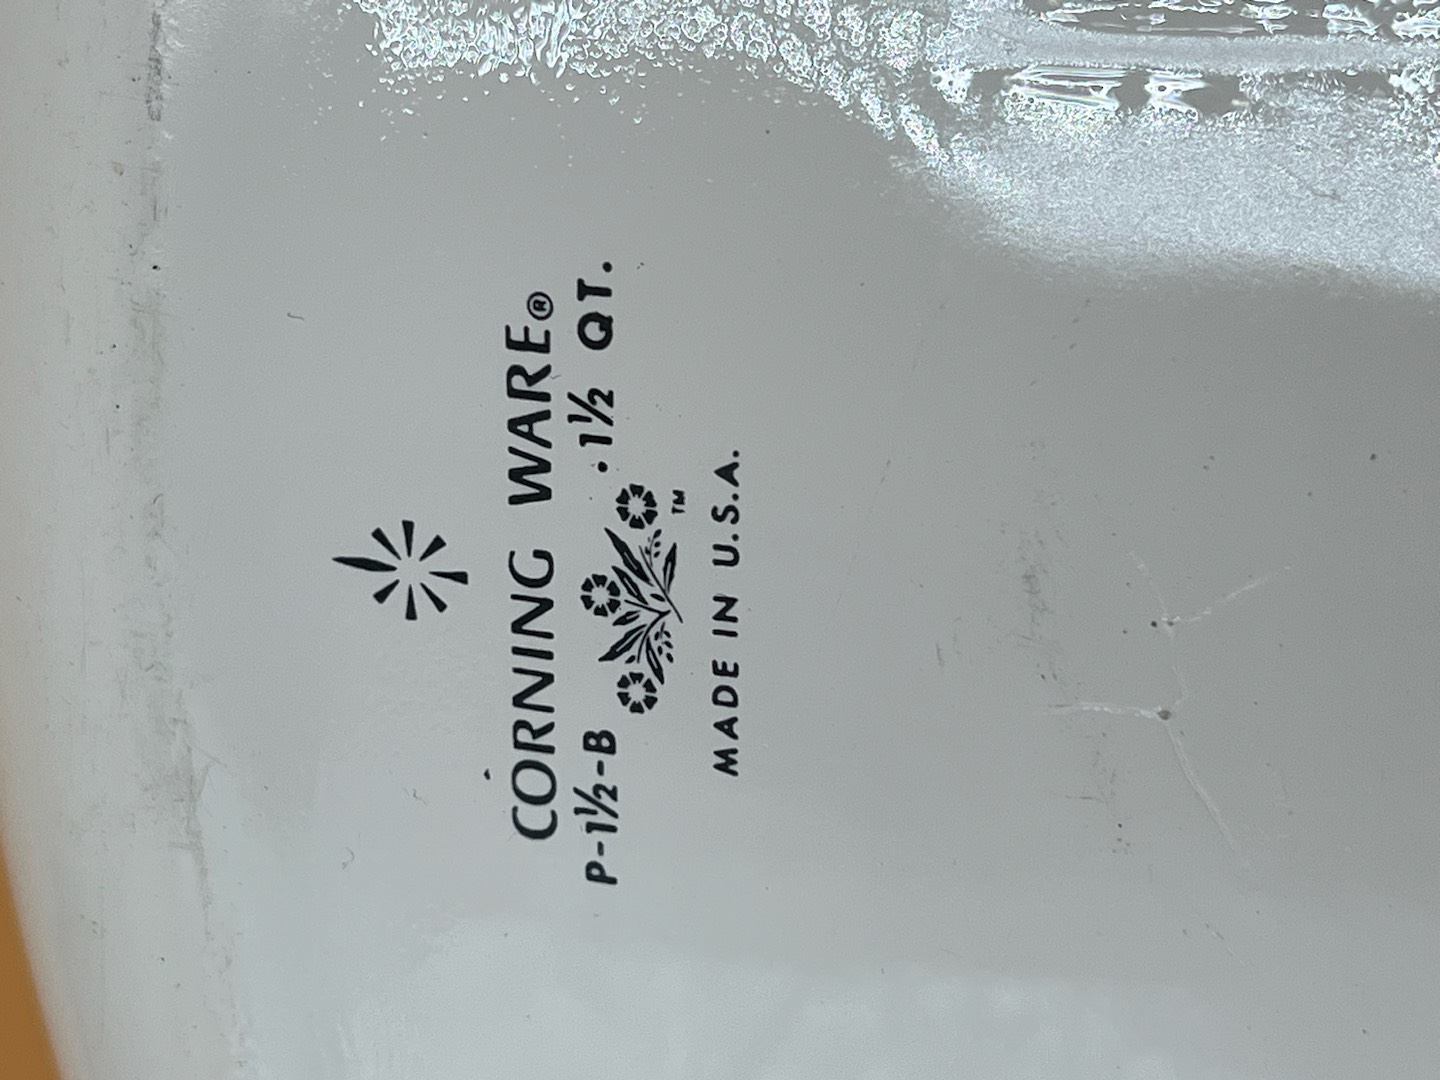 CORNING WARE®
P-1½-B · 1½ QT.
TM
MADE IN U.S.A.